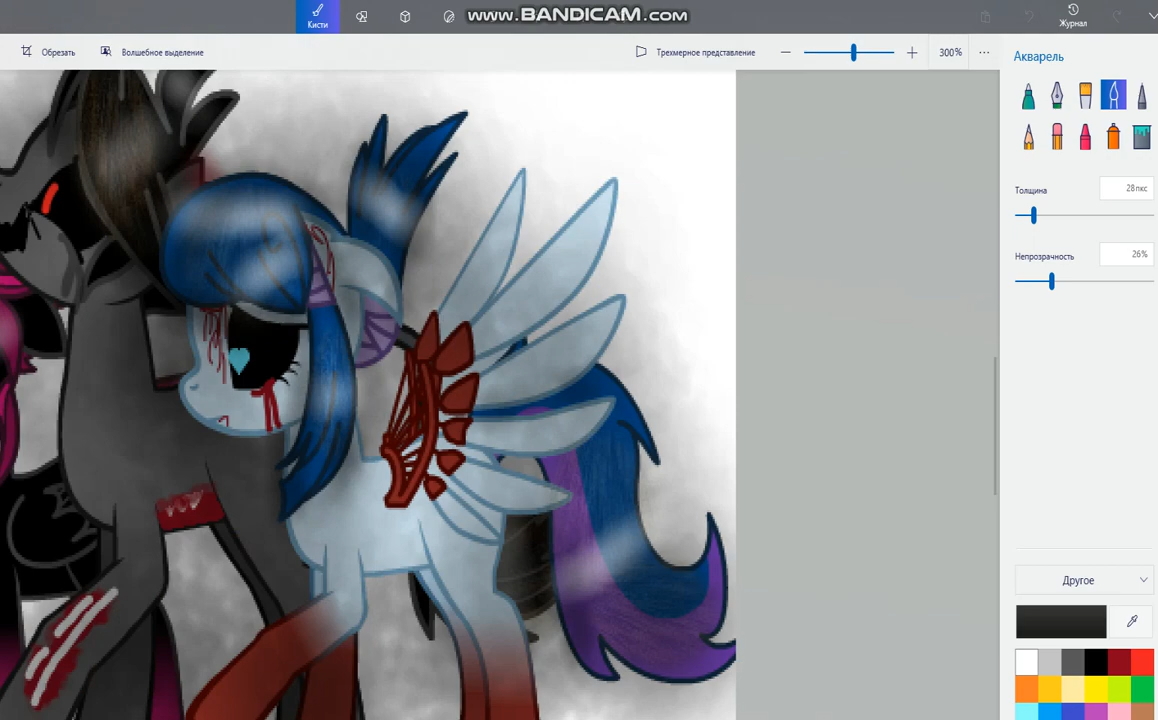 Кисти
www.BANDICAM.com
Журнал
Обрезать
Волшебное выделение
Трехмерное представление
300%
Акварель
Толщина
28пкс
Непрозрачность
26%
Другое